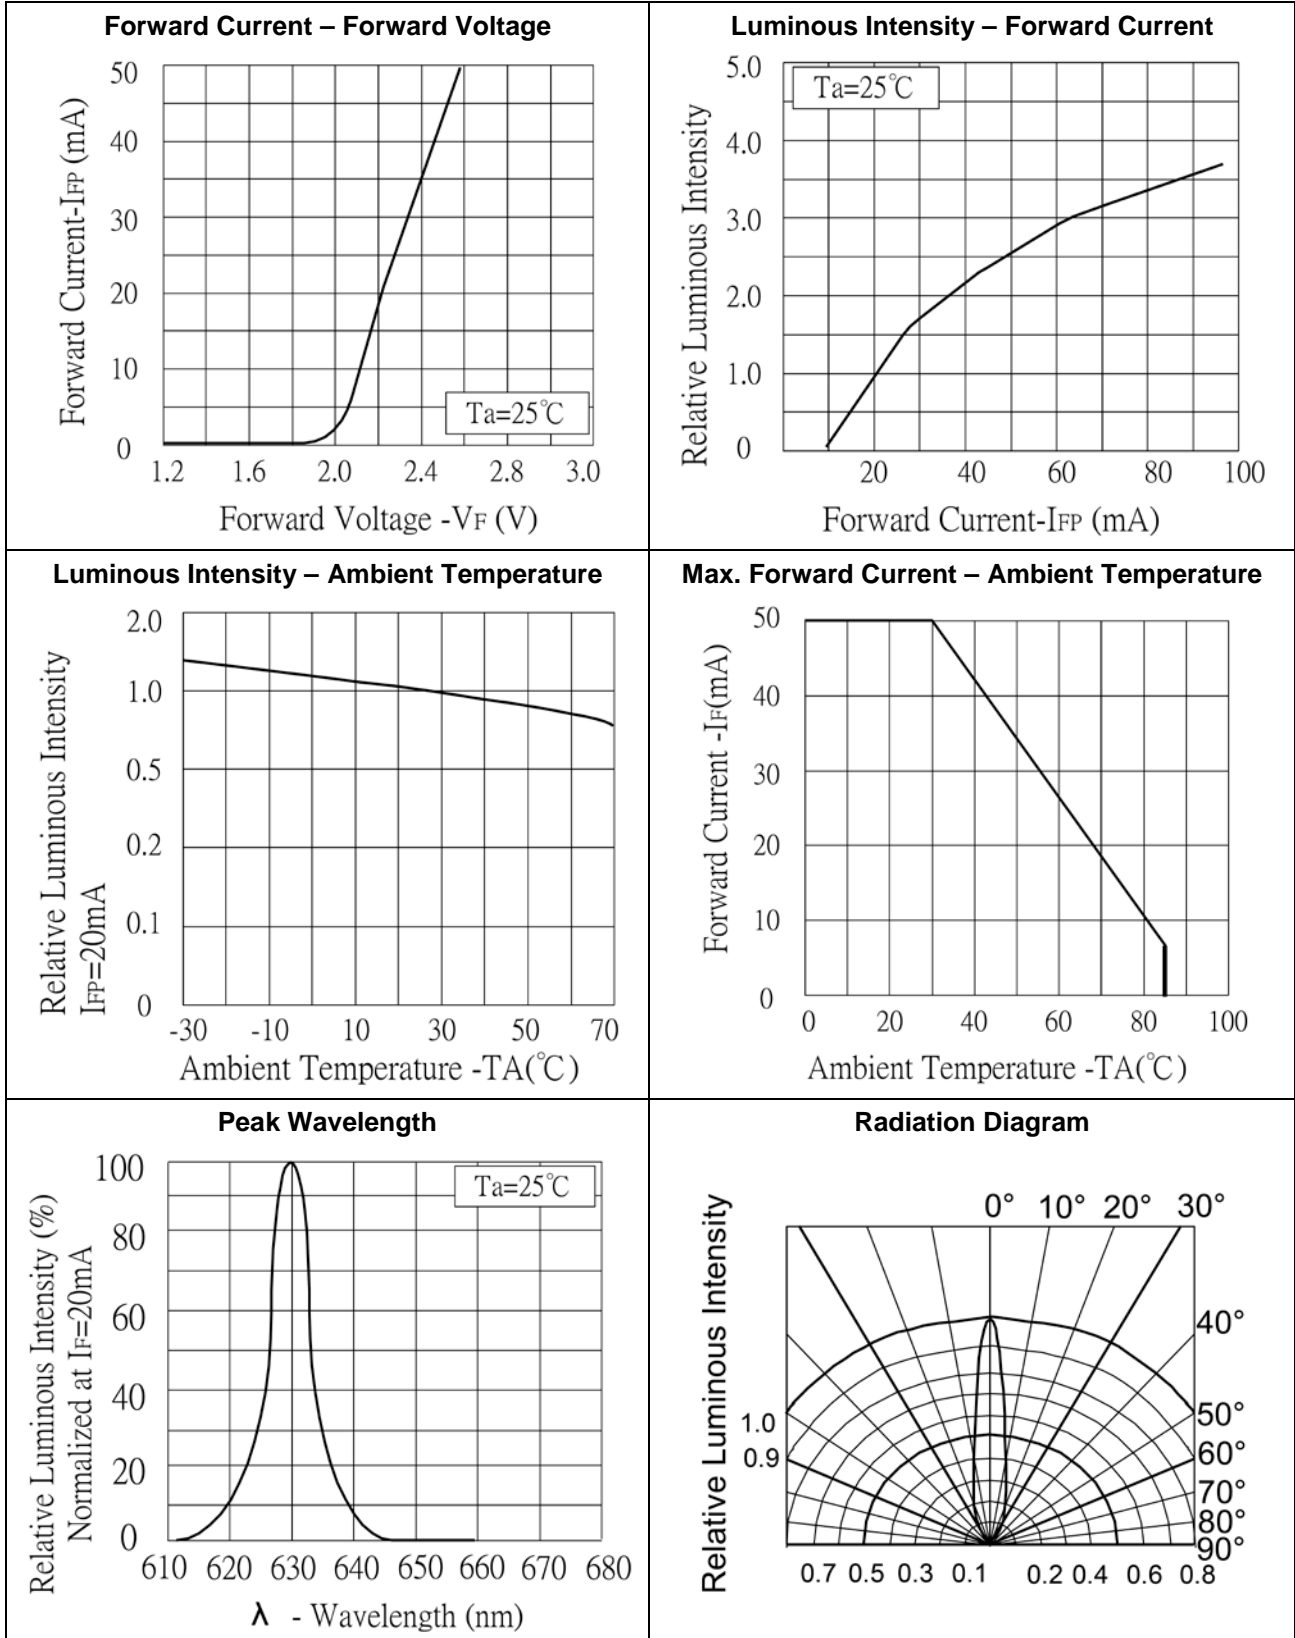 Forward Current – Forward Voltage
50
40
30
20
10
0
Forward Current-IFP (mA)
Ta=25℃
1.2 1.6 2.0 2.4 2.8 3.0
Forward Voltage -VF (V)
Luminous Intensity – Forward Current
5.0
4.0
3.0
2.0
1.0
0
Relative Luminous Intensity
Ta=25℃
20 40 60 80 100
Forward Current-IFP (mA)
Luminous Intensity – Ambient Temperature
2.0
1.0
0.5
0.2
0.1
0
Relative Luminous Intensity
IFP=20mA
-30 -10 10 30 50 70
Ambient Temperature -TA(℃)
Max. Forward Current – Ambient Temperature
50
40
30
20
10
0
Forward Current -IF(mA)
0 20 40 60 80 100
Ambient Temperature -TA(℃)
Peak Wavelength
100
80
60
40
20
0
Relative Luminous Intensity (%)
Normalized at IF=20mA
Ta=25℃
610 620 630 640 650 660 670 680
λ - Wavelength (nm)
Radiation Diagram
Relative Luminous Intensity
0° 10° 20° 30°
40°
50°
60°
70°
80°
90°
1.0
0.9
0.7 0.5 0.3 0.1 0.2 0.4 0.6 0.8